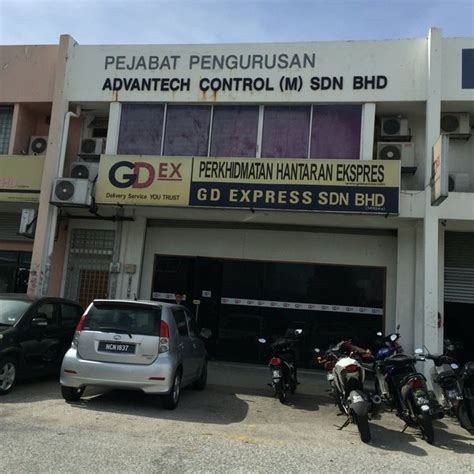 PEJABAT PENGURUSAN
ADVANTECH CONTROL (M) SDN BHD
GDEX
Delivery Service YOU TRUST
PERKHIDMATAN HANTARAN EKSPRES
GD EXPRESS SDN BHD